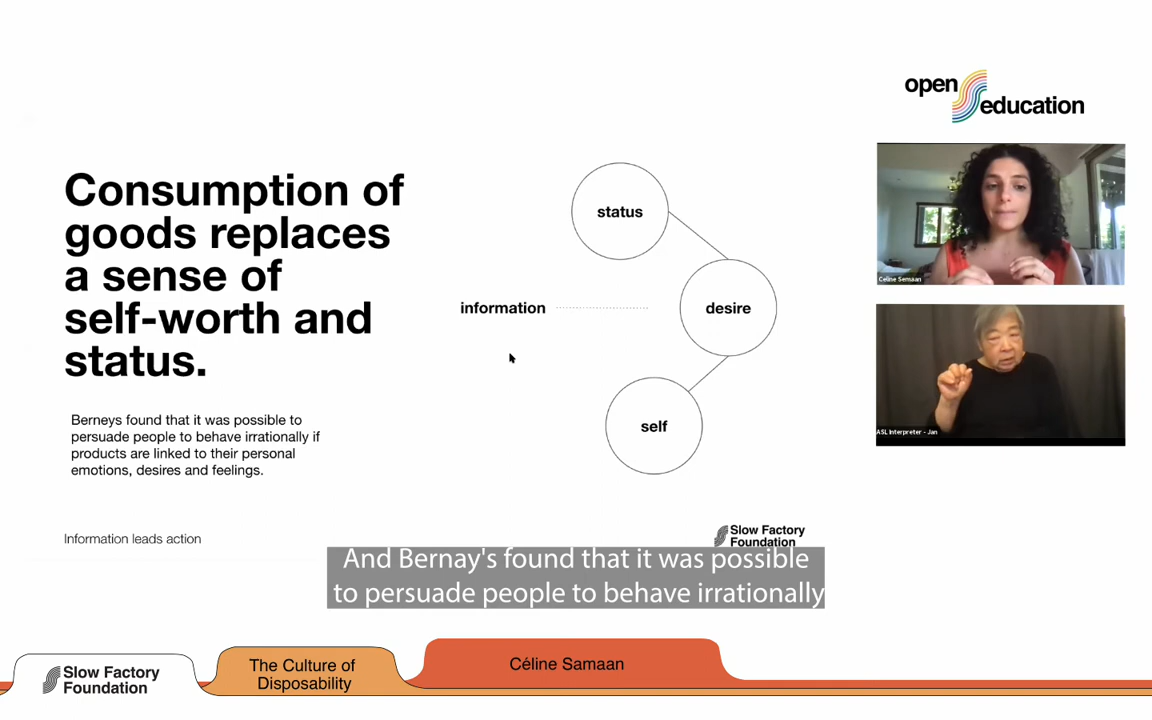 open
education
Consumption of
goods replaces
a sense of
self-worth and
status.
Berneys found that it was possible to
persuade people to behave irrationally if
products are linked to their personal
emotions, desires and feelings.
Information leads action
status
information
desire
self
Slow Factory
Foundation
Celine Semaan
ASL Interpreter - Jan
And Bernay's found that it was possible
to persuade people to behave irrationally
Slow Factory
Foundation
The Culture of
Disposability
Céline Samaan